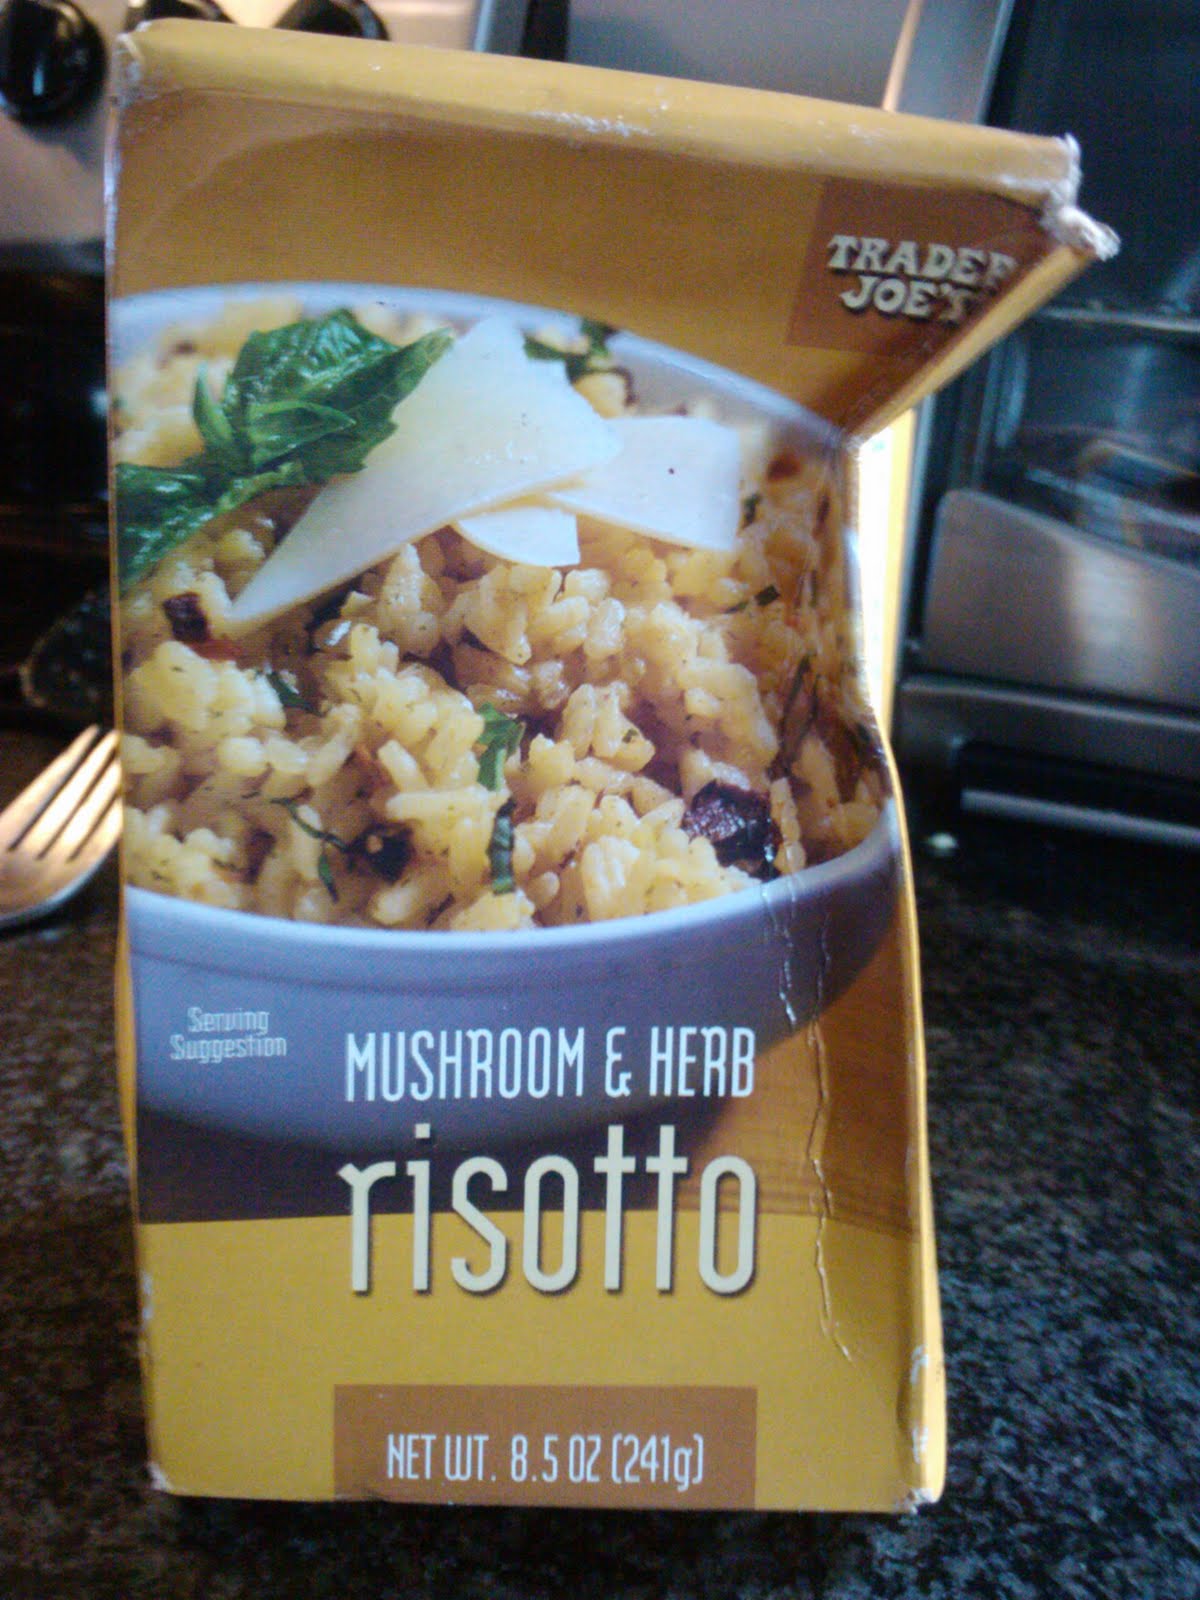 TRADER
JOE'S
Serving
Suggestion
MUSHROOM & HERB
risotto
NET WT. 8.5 OZ (241g)